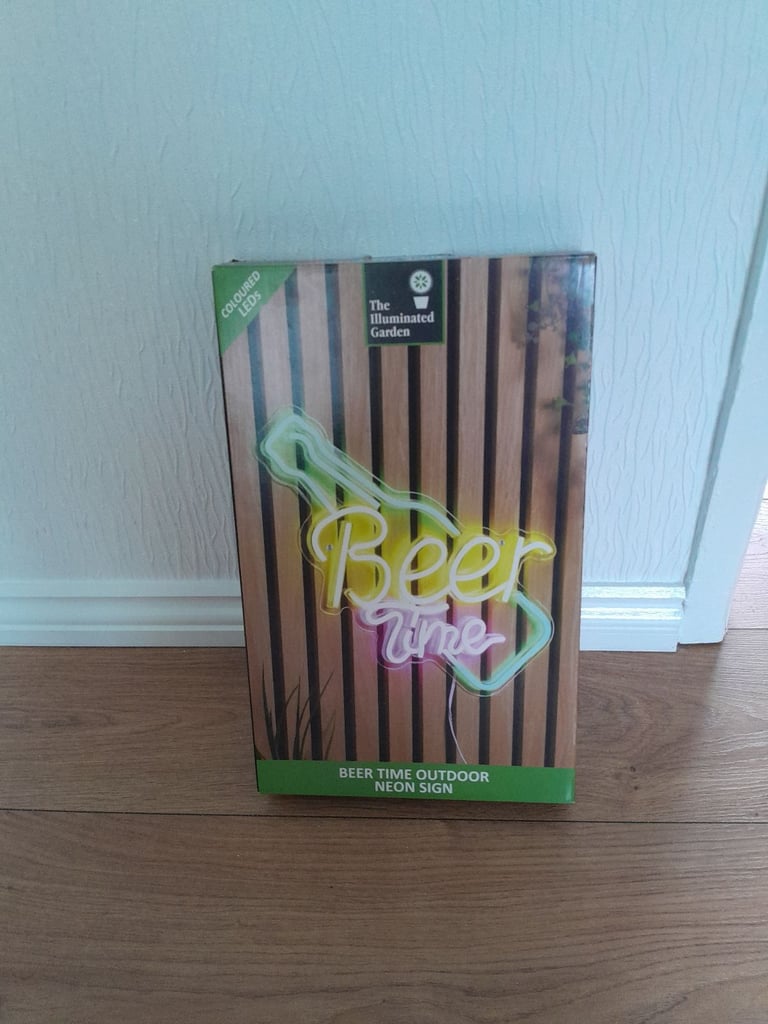 COLOURED
LEDs
The
Illuminated
Garden
Beer
Time
BEER TIME OUTDOOR
NEON SIGN